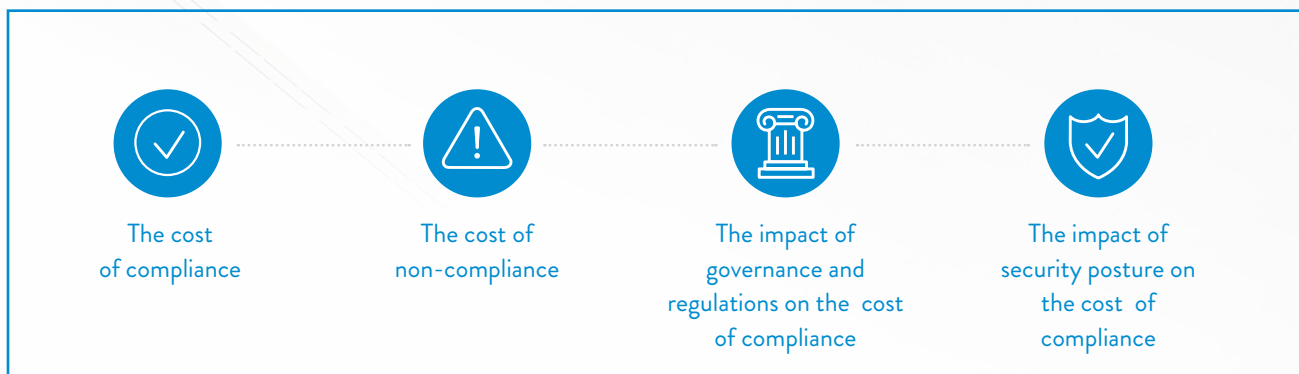 The cost
of compliance
The cost of
non-compliance
The impact of
governance and
regulations on the cost
of compliance
The impact of
security posture on
the cost of
compliance